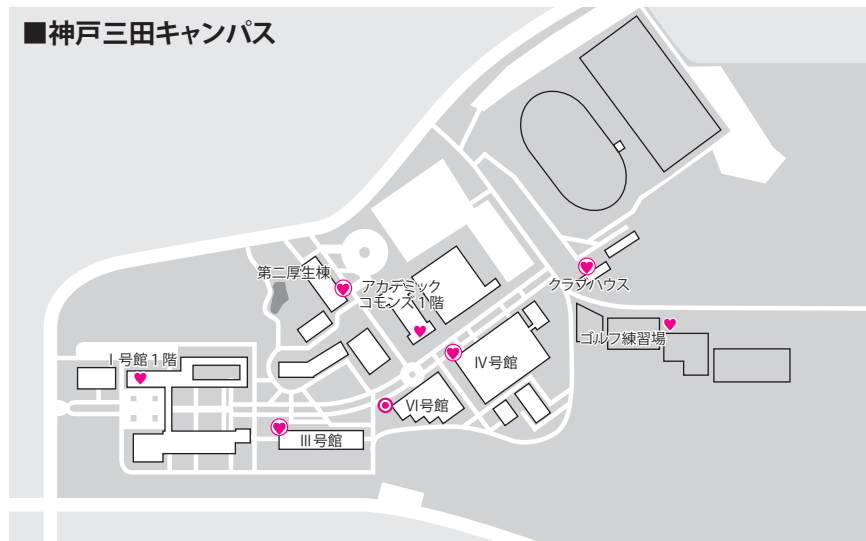 ■神戸三田キャンパス
第二厚生棟
アカデミック
コモンズ1階
クラブハウス
ゴルフ練習場
Ⅰ号館1階
Ⅳ号館
Ⅵ号館
Ⅲ号館